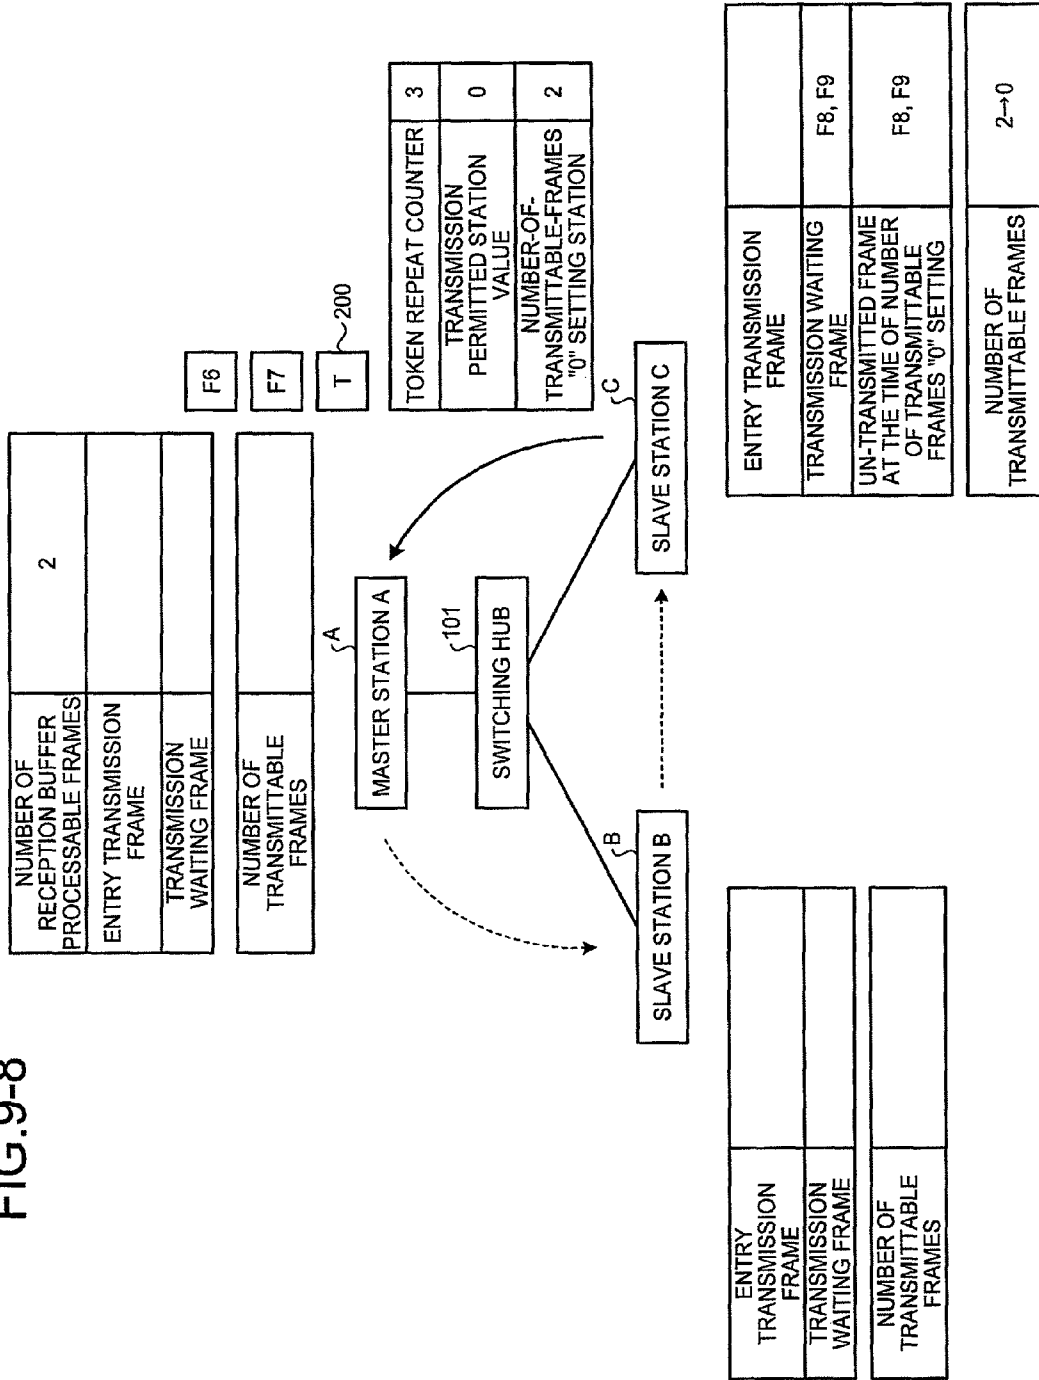 FIG.9-8
NUMBER OF
RECEPTION BUFFER
PROCESSABLE FRAMES
2
ENTRY TRANSMISSION
FRAME
TRANSMISSION
WAITING FRAME
NUMBER OF
TRANSMITTABLE
FRAMES
F6
F7
T
200
TOKEN REPEAT COUNTER
3
TRANSMISSION
PERMITTED STATION
VALUE
0
NUMBER-OF-
TRANSMITTABLE-FRAMES
"0" SETTING STATION
2
A
MASTER STATION A
101
SWITCHING HUB
B
SLAVE STATION B
C
SLAVE STATION C
ENTRY
TRANSMISSION
FRAME
TRANSMISSION
WAITING FRAME
NUMBER OF
TRANSMITTABLE
FRAMES
ENTRY TRANSMISSION
FRAME
TRANSMISSION WAITING
FRAME
F8, F9
UN-TRANSMITTED FRAME
AT THE TIME OF NUMBER
OF TRANSMITTABLE
FRAMES "0" SETTING
F8, F9
NUMBER OF
TRANSMITTABLE FRAMES
2→0